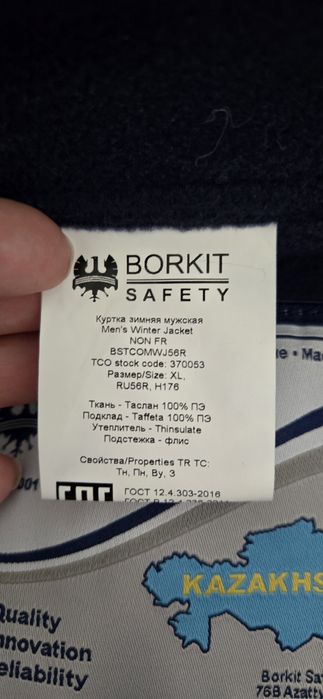 BORKIT
SAFETY
Куртка зимняя мужская
Men's Winter Jacket
NON FR
BSTCOMWJ56R
TCO stock code: 370053
Размер/Size: XL,
RU56R, H176
Ткань - Таслан 100% ПЭ
Подклад - Taffeta 100% ПЭ
Утеплитель - Thinsulate
Подстежка - флис
Свойства/Properties TR TC:
Тн, Пн, Ву, З
ГОСТ 12.4.303-2016
001
KAZAKHS
Quality
nnovation
eliability
Borkit Sa
76B Azatt